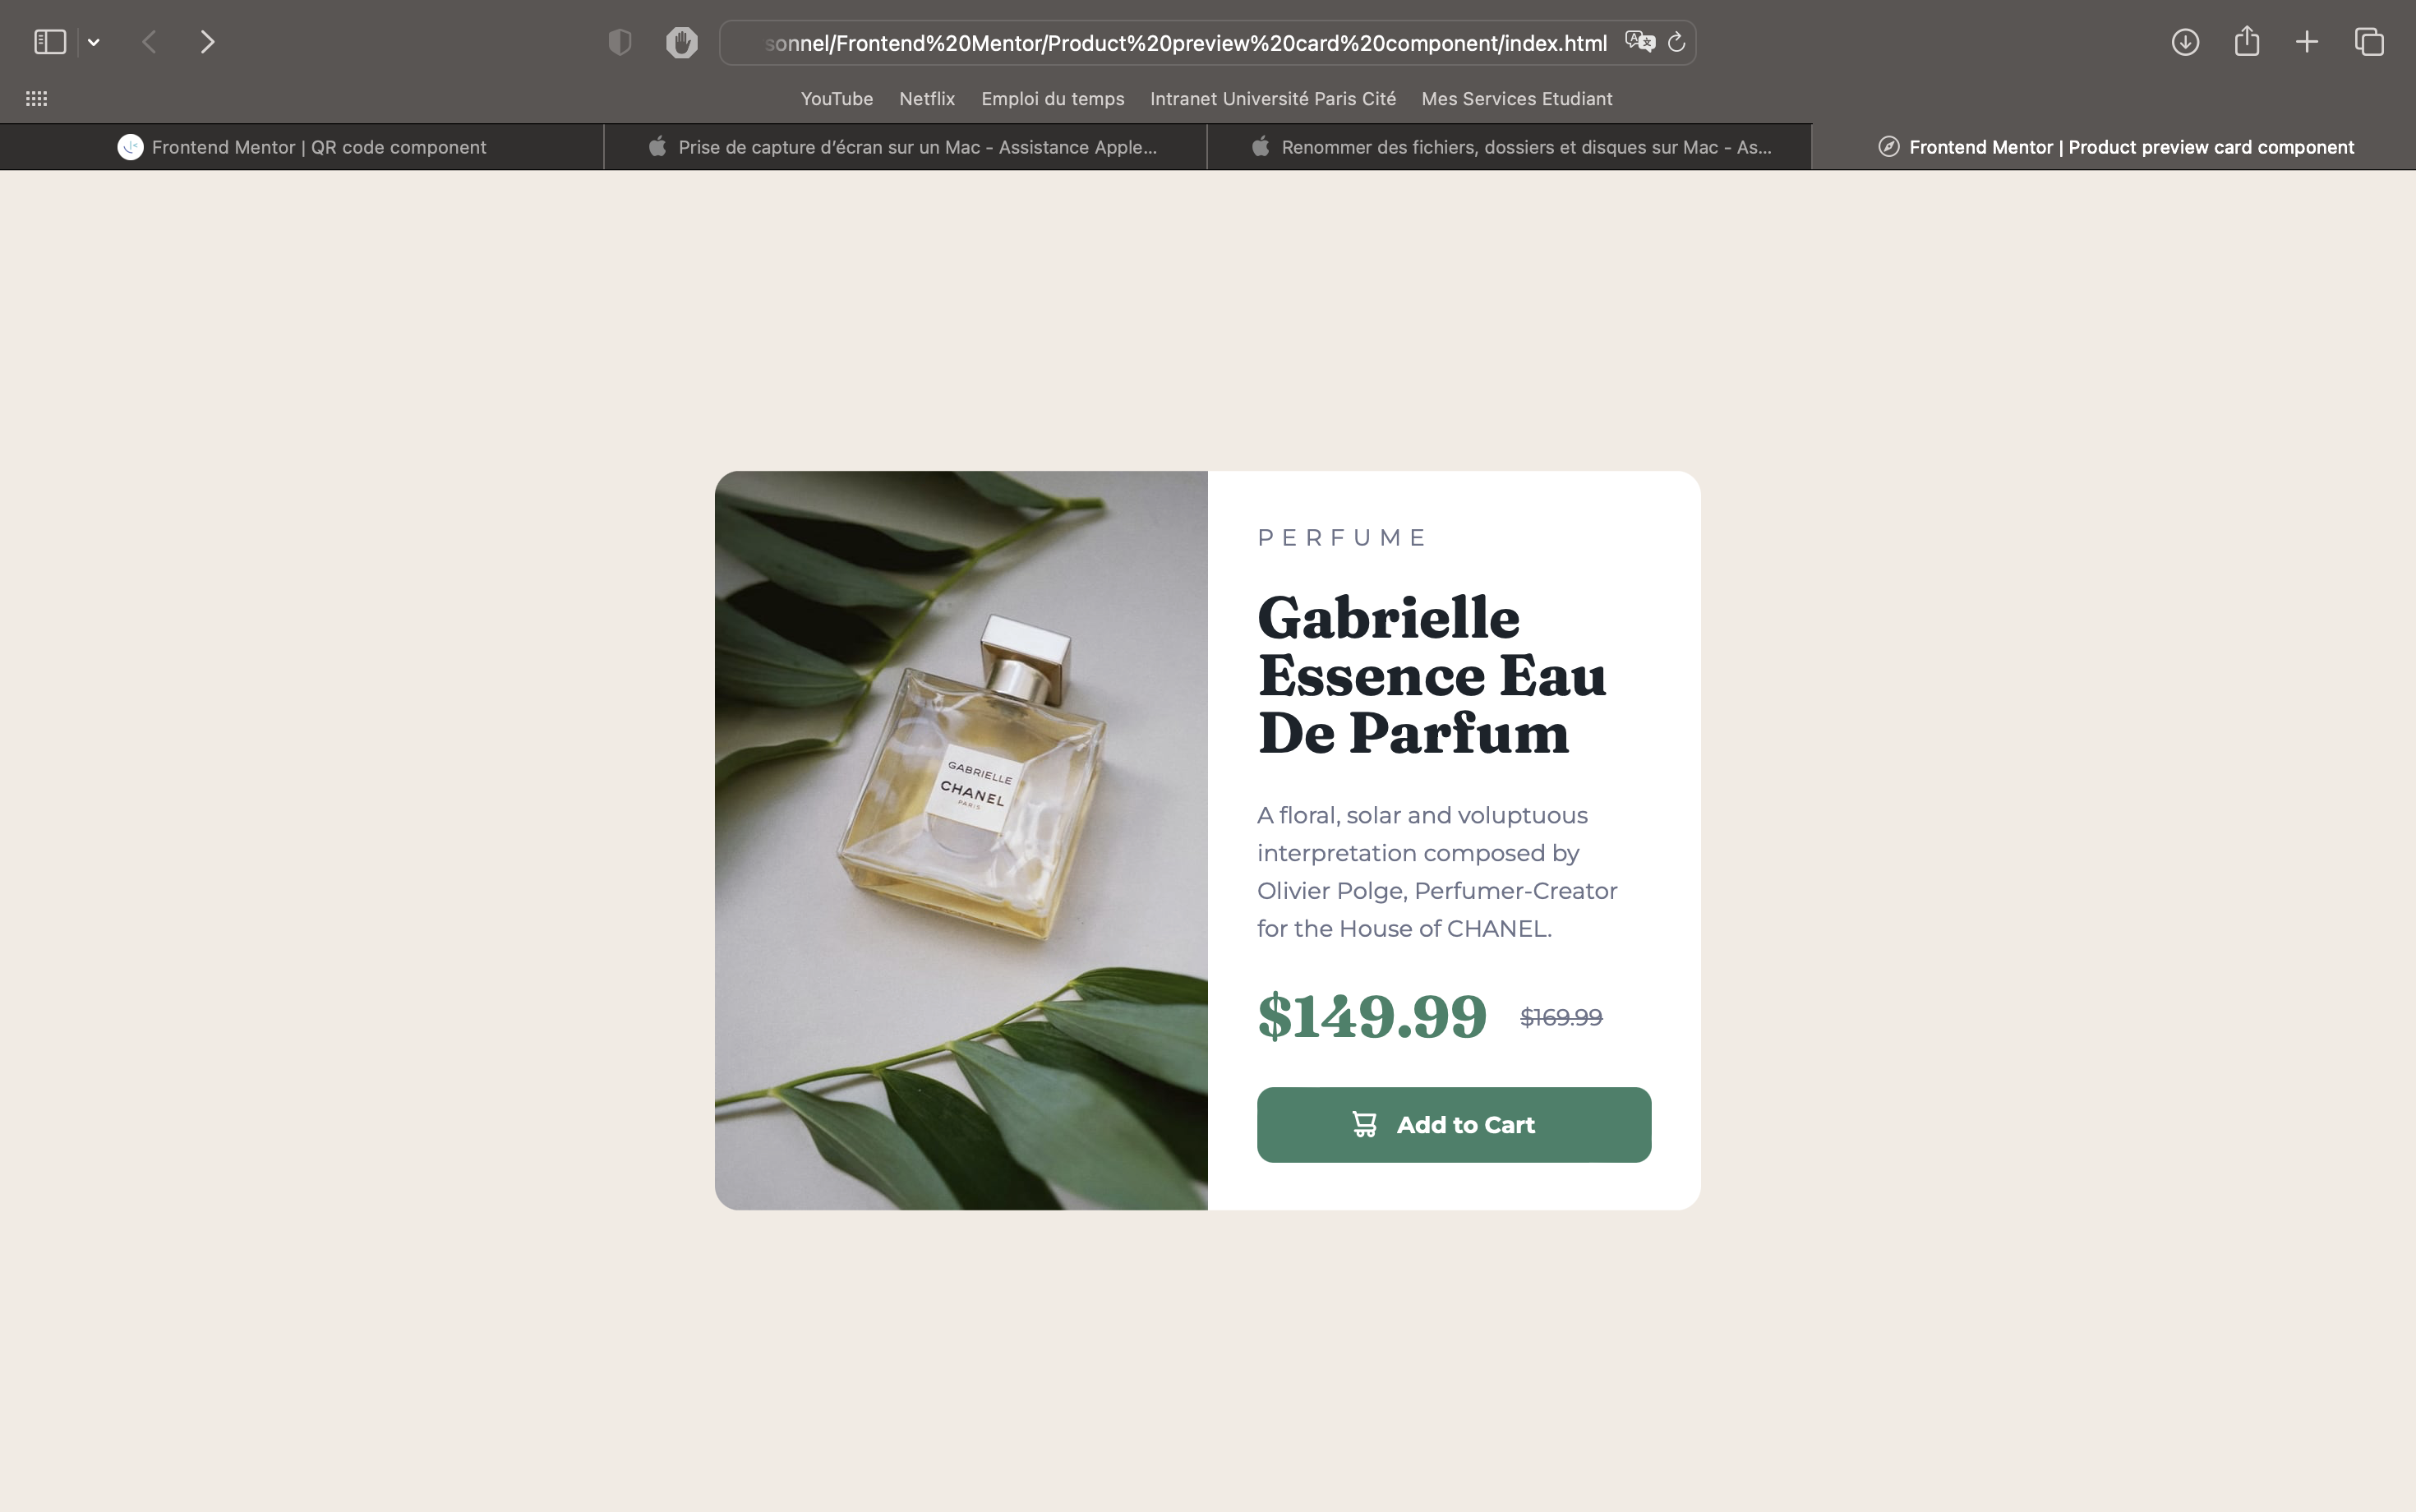 sonnel/Frontend%20Mentor/Product%20preview%20card%20component/index.html
YouTube Netflix Emploi du temps Intranet Université Paris Cité Mes Services Etudiant
Frontend Mentor | QR code component
Prise de capture d’écran sur un Mac - Assistance Apple...
Renommer des fichiers, dossiers et disques sur Mac - As...
Frontend Mentor | Product preview card component
GABRIELLE
CHANEL
PARIS
PERFUME
Gabrielle
Essence Eau
De Parfum
A floral, solar and voluptuous
interpretation composed by
Olivier Polge, Perfumer-Creator
for the House of CHANEL.
$149.99 $169.99
Add to Cart